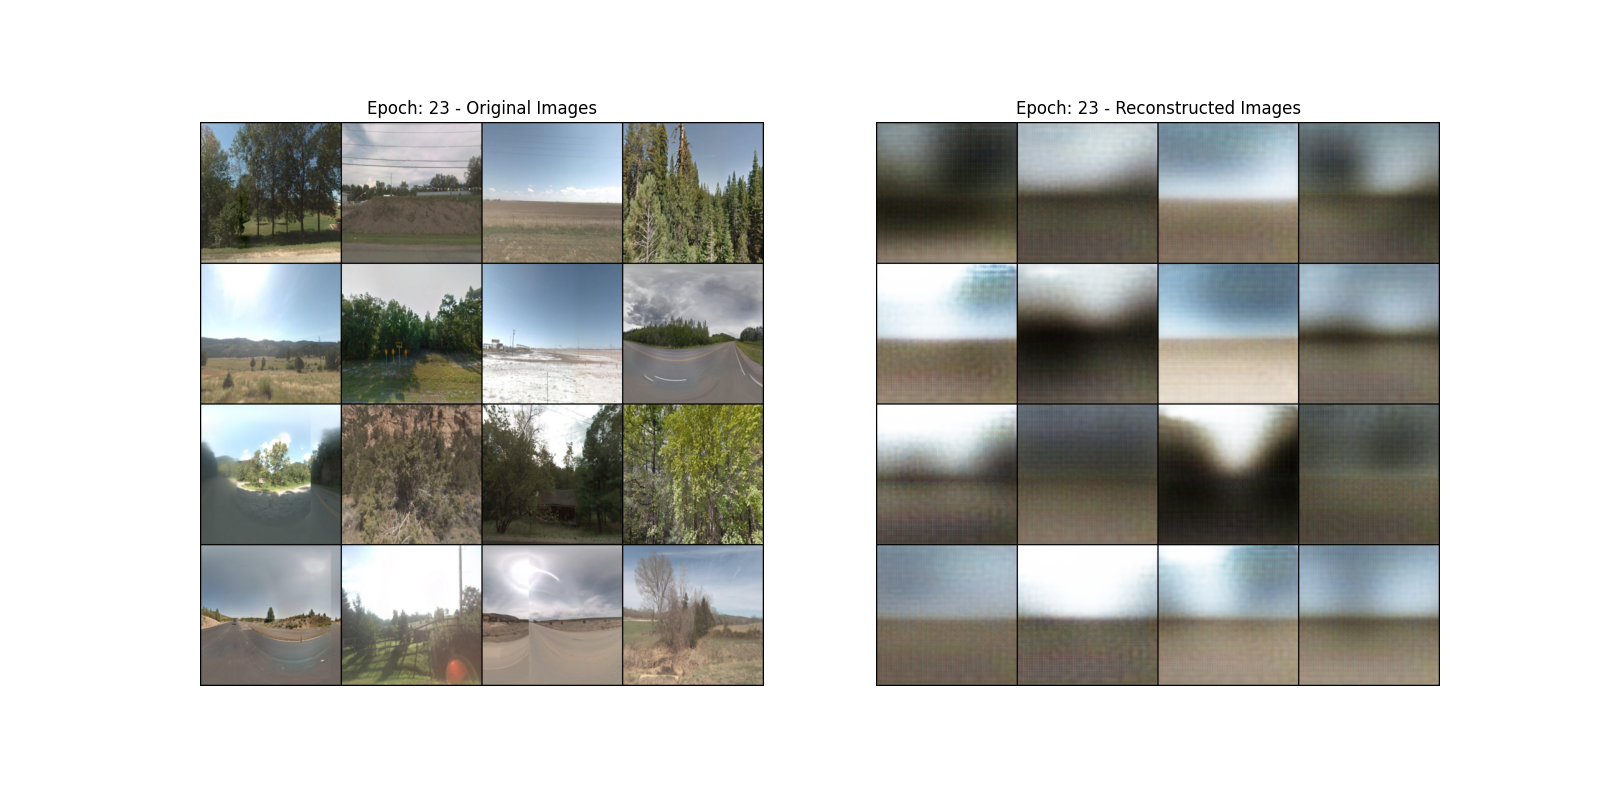 Epoch: 23 - Original Images
Epoch: 23 - Reconstructed Images